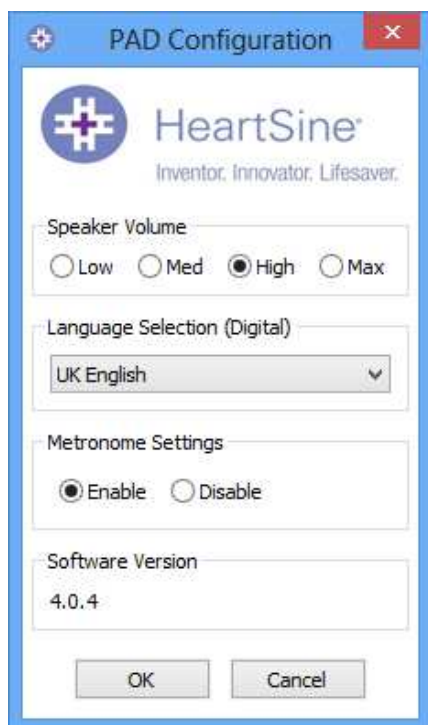 PAD Configuration
HeartSine®
Inventor. Innovator. Lifesaver.
Speaker Volume
Low Med High Max
Language Selection (Digital)
UK English
Metronome Settings
Enable Disable
Software Version
4.0.4
OK Cancel